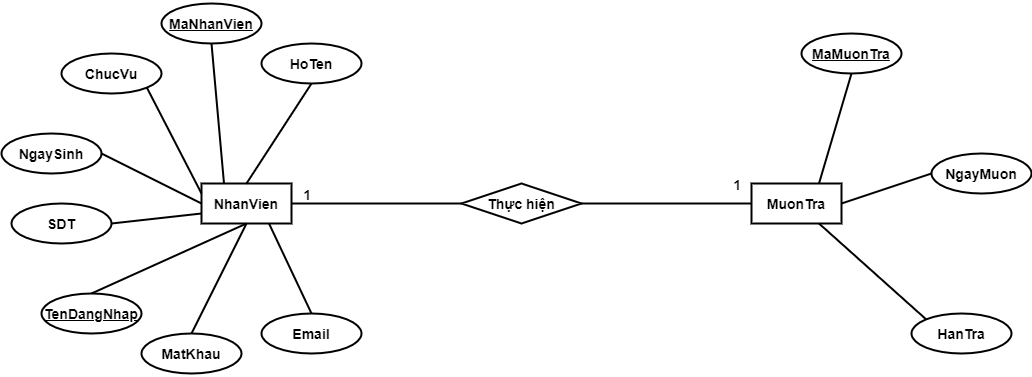 MaNhanVien
HoTen
ChucVu
MaMuonTra
NgaySinh
NgayMuon
1
1
NhanVien
Thực hiện
MuonTra
SDT
TenDangNhap
Email
HanTra
MatKhau